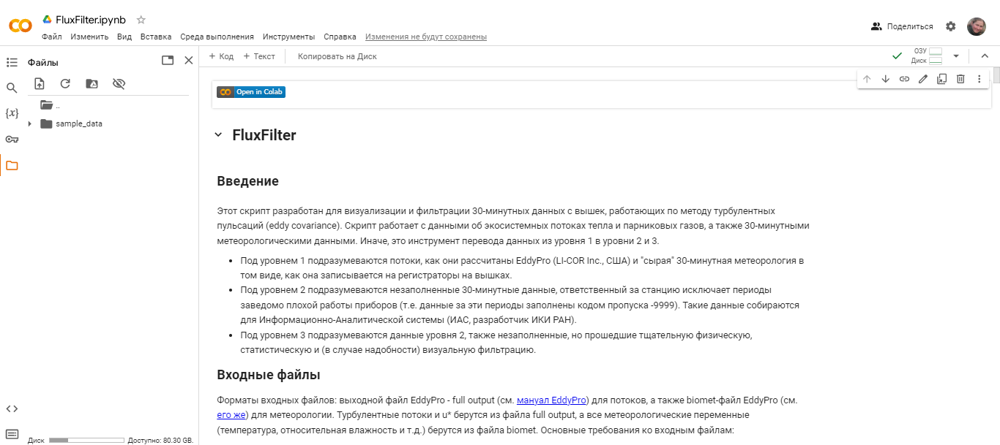 FluxFilter.ipynb
Файл Изменить Вид Вставка Среда выполнения Инструменты Справка Изменения не будут сохранены
Поделиться
Файлы
+ Код + Текст Копировать на Диск
ОЗУ
Диск
..
sample_data
Open in Colab
FluxFilter
Введение
Этот скрипт разработан для визуализации и фильтрации 30-минутных данных с вышек, работающих по методу турбулентных
пульсаций (eddy covariance). Скрипт работает с данными об экосистемных потоках тепла и парниковых газов, а также 30-минутными
метеорологическими данными. Иначе, это инструмент перевода данных из уровня 1 в уровни 2 и 3.
• Под уровнем 1 подразумеваются потоки, как они рассчитаны EddyPro (LI-COR Inc., США) и "сырая" 30-минутная метеорология в
том виде, как она записывается на регистраторы на вышках.
• Под уровнем 2 подразумеваются незаполненные 30-минутные данные, ответственный за станцию исключает периоды
заведомо плохой работы приборов (т.е. данные за эти периоды заполнены кодом пропуска -9999). Такие данные собираются
для Информационно-Аналитической системы (ИАС, разработчик ИКИ РАН).
• Под уровнем 3 подразумеваются данные уровня 2, также незаполненные, но прошедшие тщательную физическую,
статистическую и (в случае надобности) визуальную фильтрацию.
Входные файлы
Форматы входных файлов: выходной файл EddyPro - full output (см. мануал EddyPro) для потоков, а также biomet-файл EddyPro (см.
его же) для метеорологии. Турбулентные потоки и u* берутся из файла full output, а все метеорологические переменные
(температура, относительная влажность и т.д.) берутся из файла biomet. Основные требования ко входным файлам:
{x}
Диск Доступно: 80.30 GB.